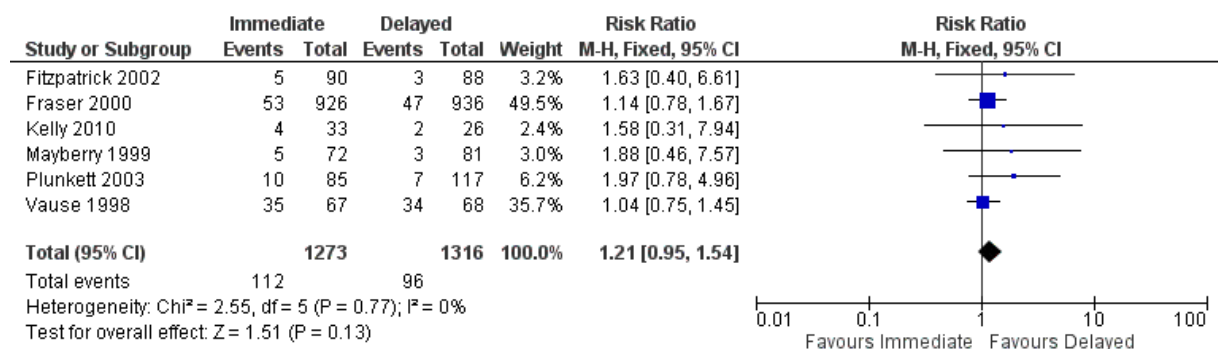 Immediate Delayed Risk Ratio Risk Ratio
Study or Subgroup Events Total Events Total Weight M-H, Fixed, 95% CI M-H, Fixed, 95% CI
Fitzpatrick 2002 5 90 3 88 3.2% 1.63 [0.40, 6.61]
Fraser 2000 53 926 47 936 49.5% 1.14 [0.78, 1.67]
Kelly 2010 4 33 2 26 2.4% 1.58 [0.31, 7.94]
Mayberry 1999 5 72 3 81 3.0% 1.88 [0.46, 7.57]
Plunkett 2003 10 85 7 117 6.2% 1.97 [0.78, 4.96]
Vause 1998 35 67 34 68 35.7% 1.04 [0.75, 1.45]
Total (95% CI) 1273 1316 100.0% 1.21 [0.95, 1.54]
Total events 112 96
Heterogeneity: Chi² = 2.55, df = 5 (P = 0.77); I² = 0%
Test for overall effect: Z = 1.51 (P = 0.13)
0.01 0.1 1 10 100
Favours Immediate Favours Delayed